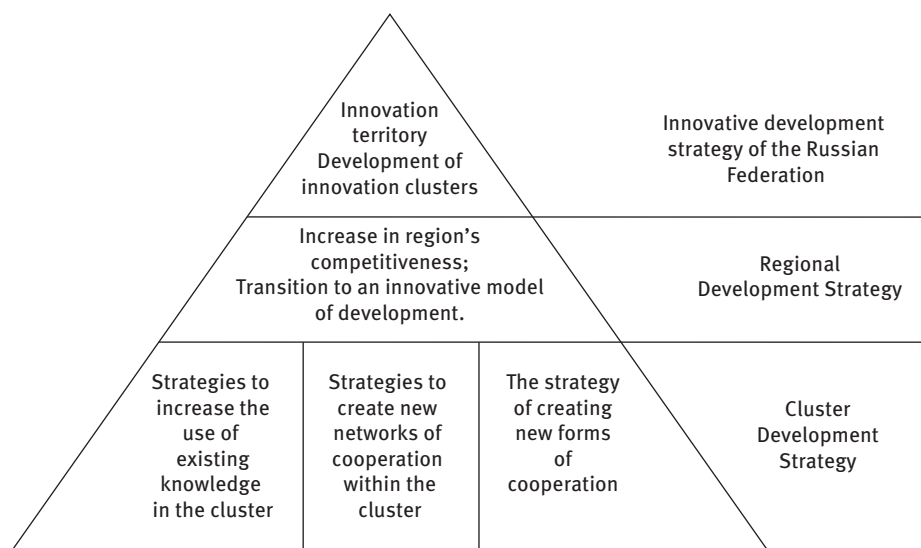 Innovation
territory
Development of
innovation clusters
Innovative development
strategy of the Russian
Federation
Increase in region's
competitiveness;
Transition to an innovative model
of development.
Regional
Development Strategy
Strategies to
increase the
use of
existing
knowledge
in the cluster
Strategies to
create new
networks of
cooperation
within the
cluster
The strategy
of creating
new forms
of
cooperation
Cluster
Development
Strategy